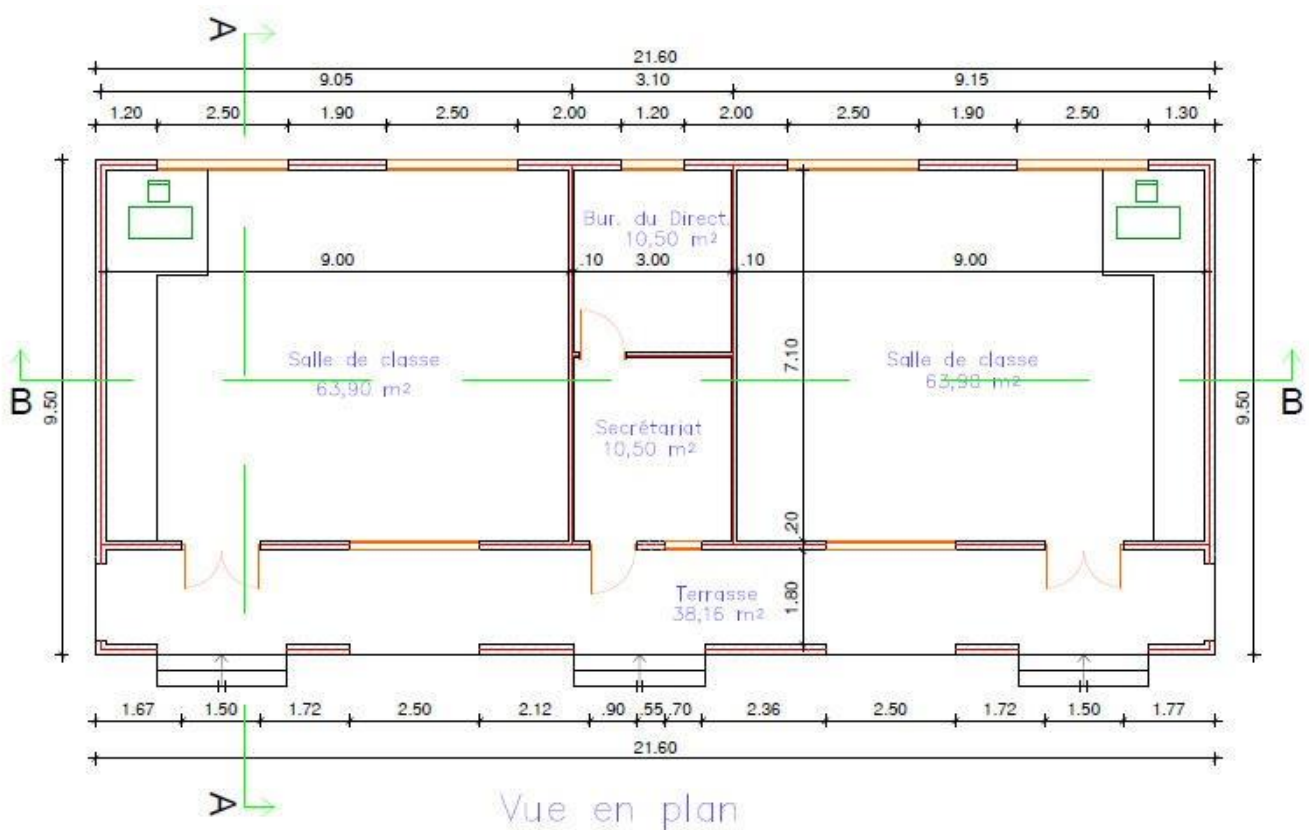 A
21.60
9.05 3.10 9.15
1.20 2.50 1.90 2.50 2.00 1.20 2.00 2.50 1.90 2.50 1.30
Bur. du Direct.
10,50 m²
9.00 .10 3.00 .10 9.00
Salle de classe
63,90 m²
7.10
Salle de classe
63,90 m²
B
9.50
B
9.50
Secrétariat
10,50 m²
.20
Terrasse
38,16 m²
1.80
1.67 1.50 1.72 2.50 2.12 .90 .55 .70 2.36 2.50 1.72 1.50 1.77
21.60
A
Vue en plan